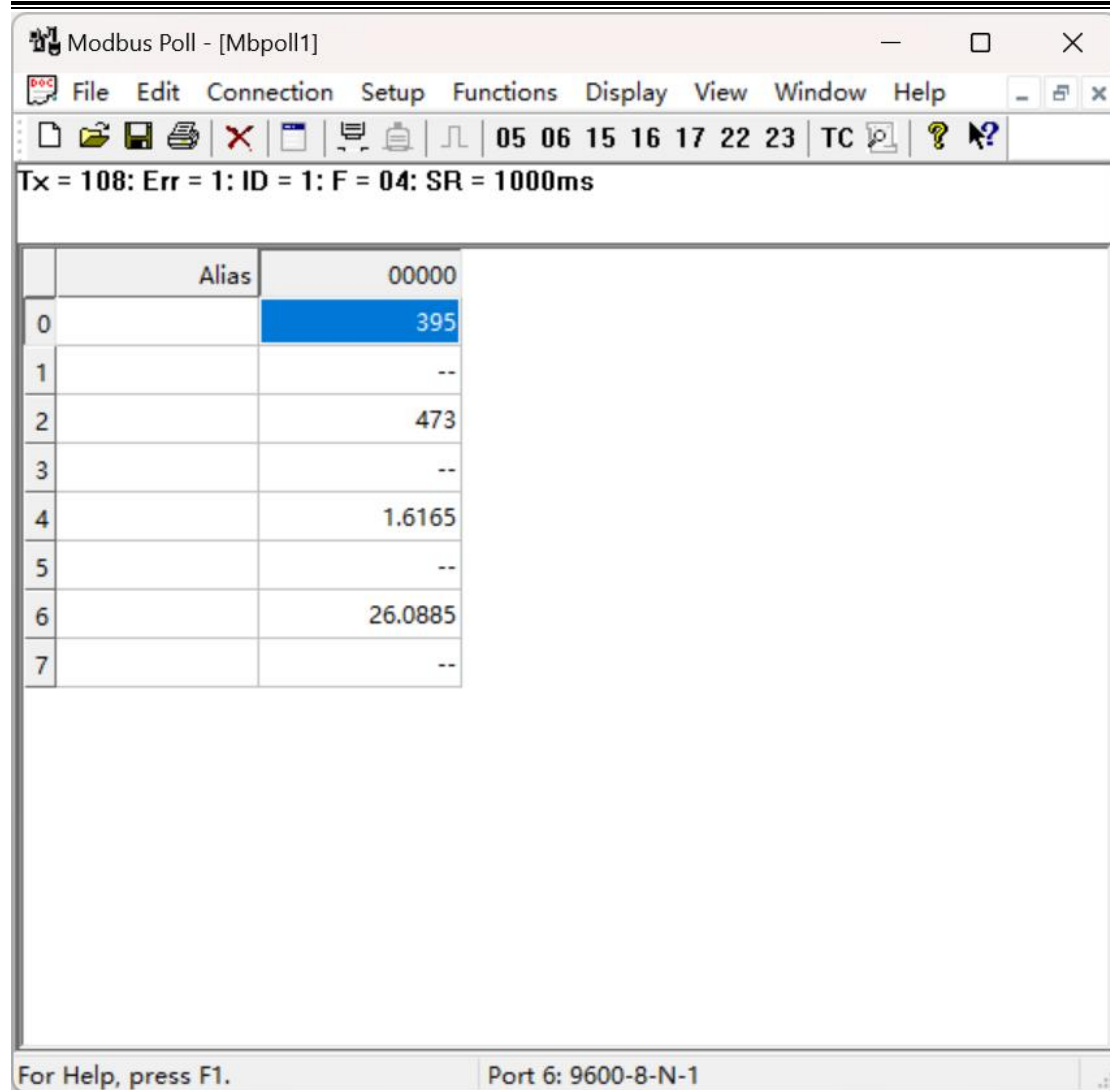 Modbus Poll - [Mbpoll1]
DOC File Edit Connection Setup Functions Display View Window Help
05 06 15 16 17 22 23 TC
Tx = 108: Err = 1: ID = 1: F = 04: SR = 1000ms
Alias 00000
0 395
1 --
2 473
3 --
4 1.6165
5 --
6 26.0885
7 --
For Help, press F1. Port 6: 9600-8-N-1